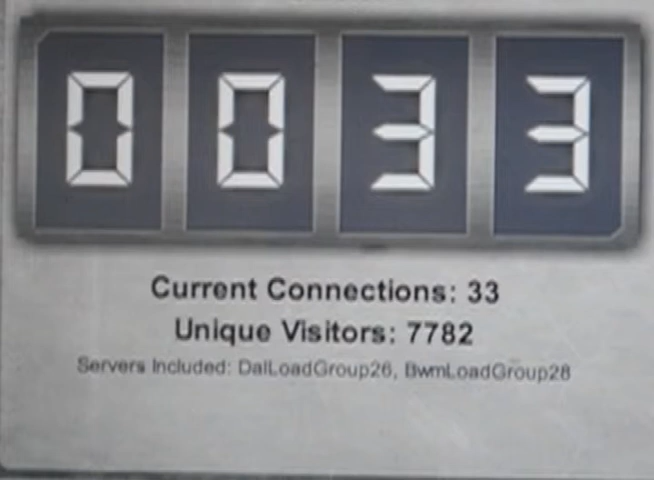 0033
Current Connections: 33
Unique Visitors: 7782
Servers Included: DalLoadGroup26, BwmLoadGroup28